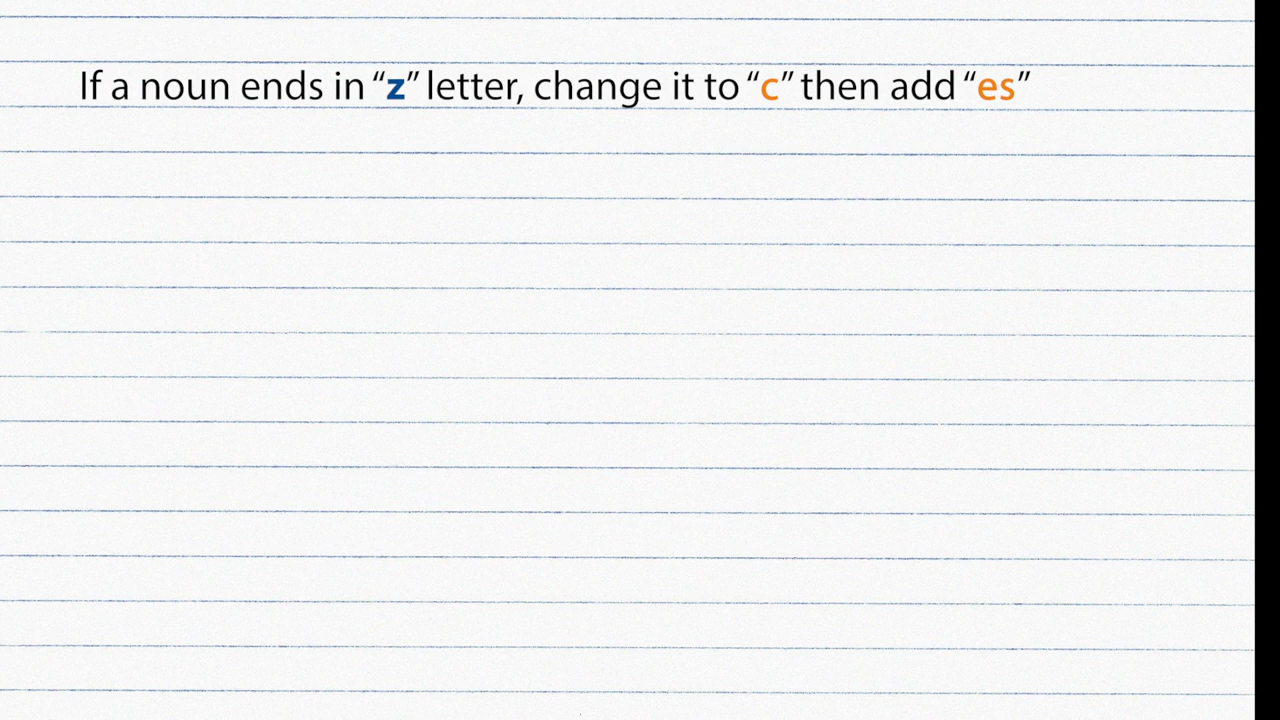 If a noun ends in “z” letter, change it to “c” then add “es”